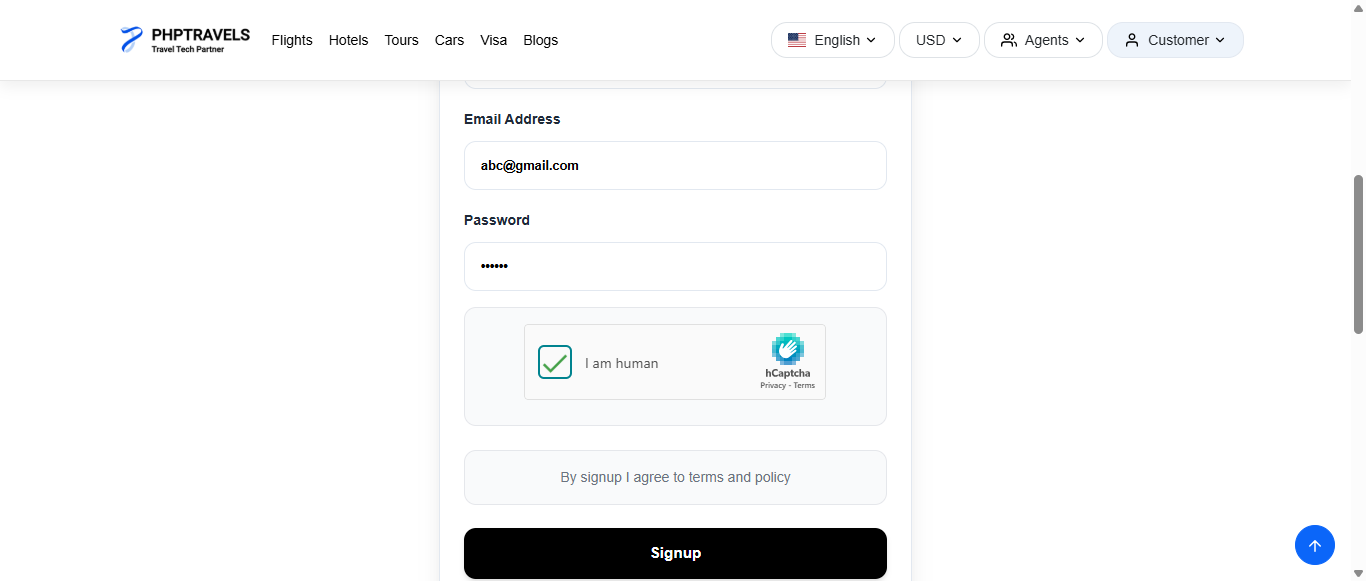 PHPTRAVELS
Travel Tech Partner
Flights Hotels Tours Cars Visa Blogs
English USD Agents Customer
Email Address
abc@gmail.com
Password
••••••
I am human
hCaptcha
Privacy - Terms
By signup I agree to terms and policy
Signup